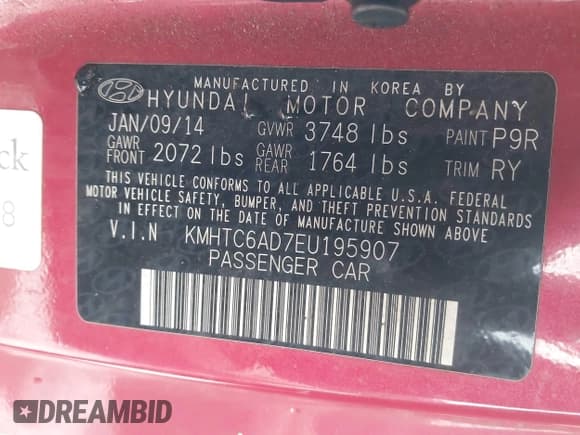 MANUFACTURED IN KOREA BY
HYUNDAI MOTOR COMPANY
JAN/09/14 GVWR 3748 lbs PAINT P9R
GAWR FRONT 2072 lbs GAWR REAR 1764 lbs TRIM RY
THIS VEHICLE CONFORMS TO ALL APPLICABLE U.S.A. FEDERAL
MOTOR VEHICLE SAFETY, BUMPER, AND THEFT PREVENTION STANDARDS
IN EFFECT ON THE DATE OF MANUFACTURE SHOWN ABOVE
V.I.N KMHTC6AD7EU195907
PASSENGER CAR
ck
8
DREAMBID